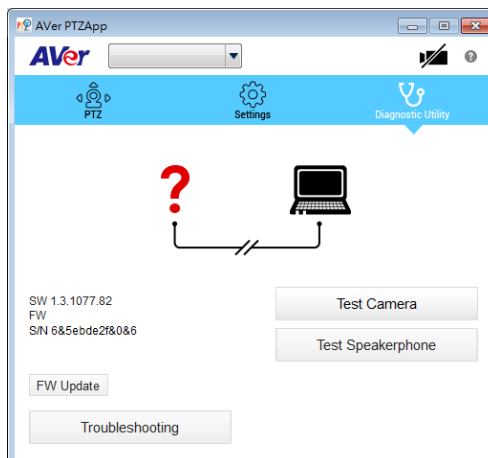 AVer PTZApp
AVer
?
PTZ
Settings
Diagnostic Utility
?
SW 1.3.1077.82
FW
S/N 6&5ebde2f&0&6
Test Camera
Test Speakerphone
FW Update
Troubleshooting